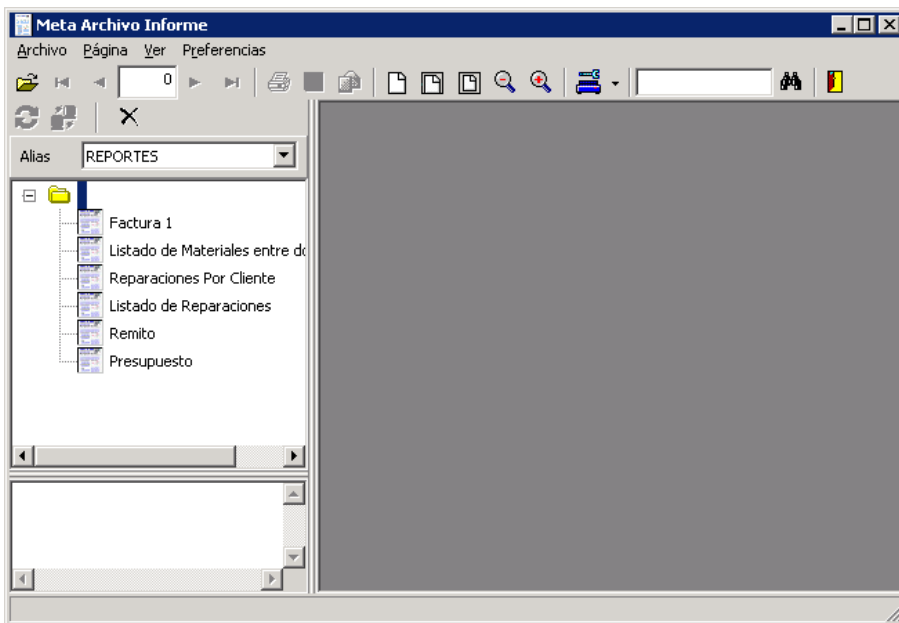 Meta Archivo Informe
Archivo Página Ver Preferencias
0
Alias REPORTES
Factura 1
Listado de Materiales entre
Reparaciones Por Cliente
Listado de Reparaciones
Remito
Presupuesto